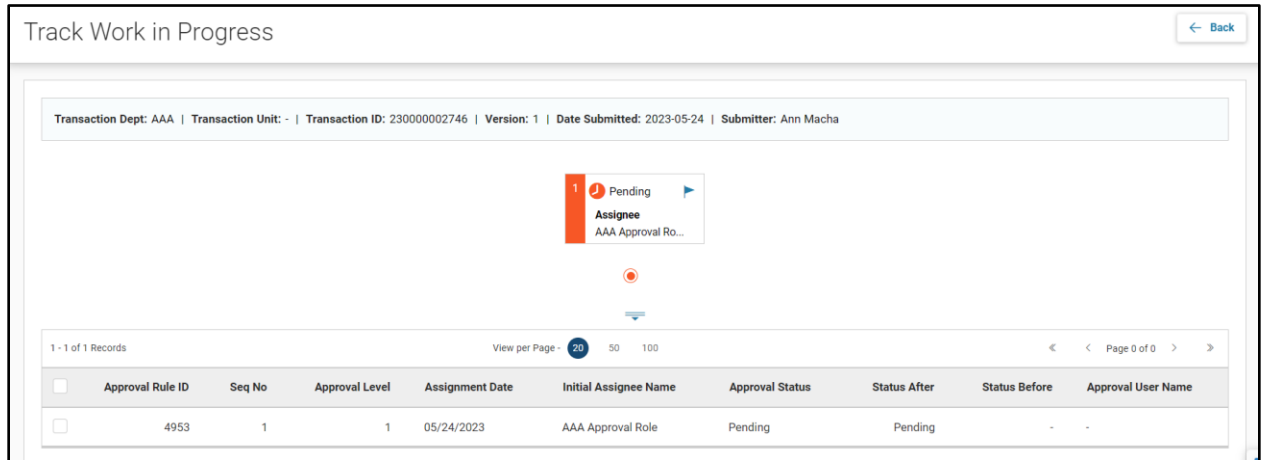 Track Work in Progress
← Back
Transaction Dept: AAA | Transaction Unit: - | Transaction ID: 230000002746 | Version: 1 | Date Submitted: 2023-05-24 | Submitter: Ann Macha
1 Pending
Assignee
AAA Approval Ro...
1 - 1 of 1 Records View per Page - 20 50 100 « < Page 0 of 0 > »
Approval Rule ID Seq No Approval Level Assignment Date Initial Assignee Name Approval Status Status After Status Before Approval User Name
4953 1 1 05/24/2023 AAA Approval Role Pending Pending - -